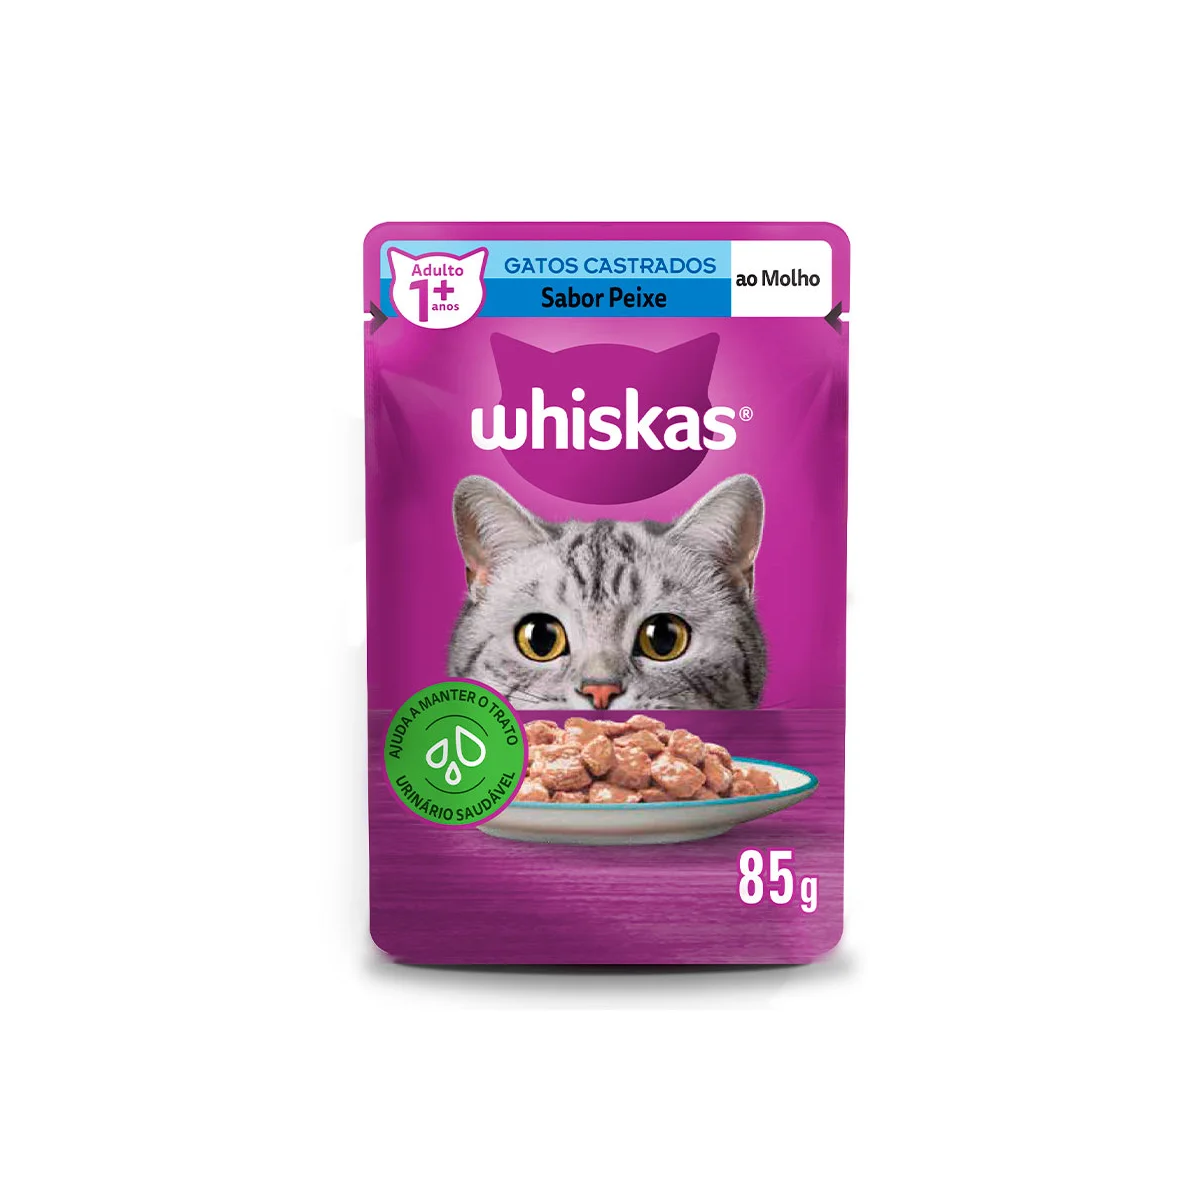 Adulto
1+
anos
GATOS CASTRADOS
Sabor Peixe
ao Molho
whiskas®
AJUDA A MANTER O TRATO
URINÁRIO SAUDÁVEL
85g